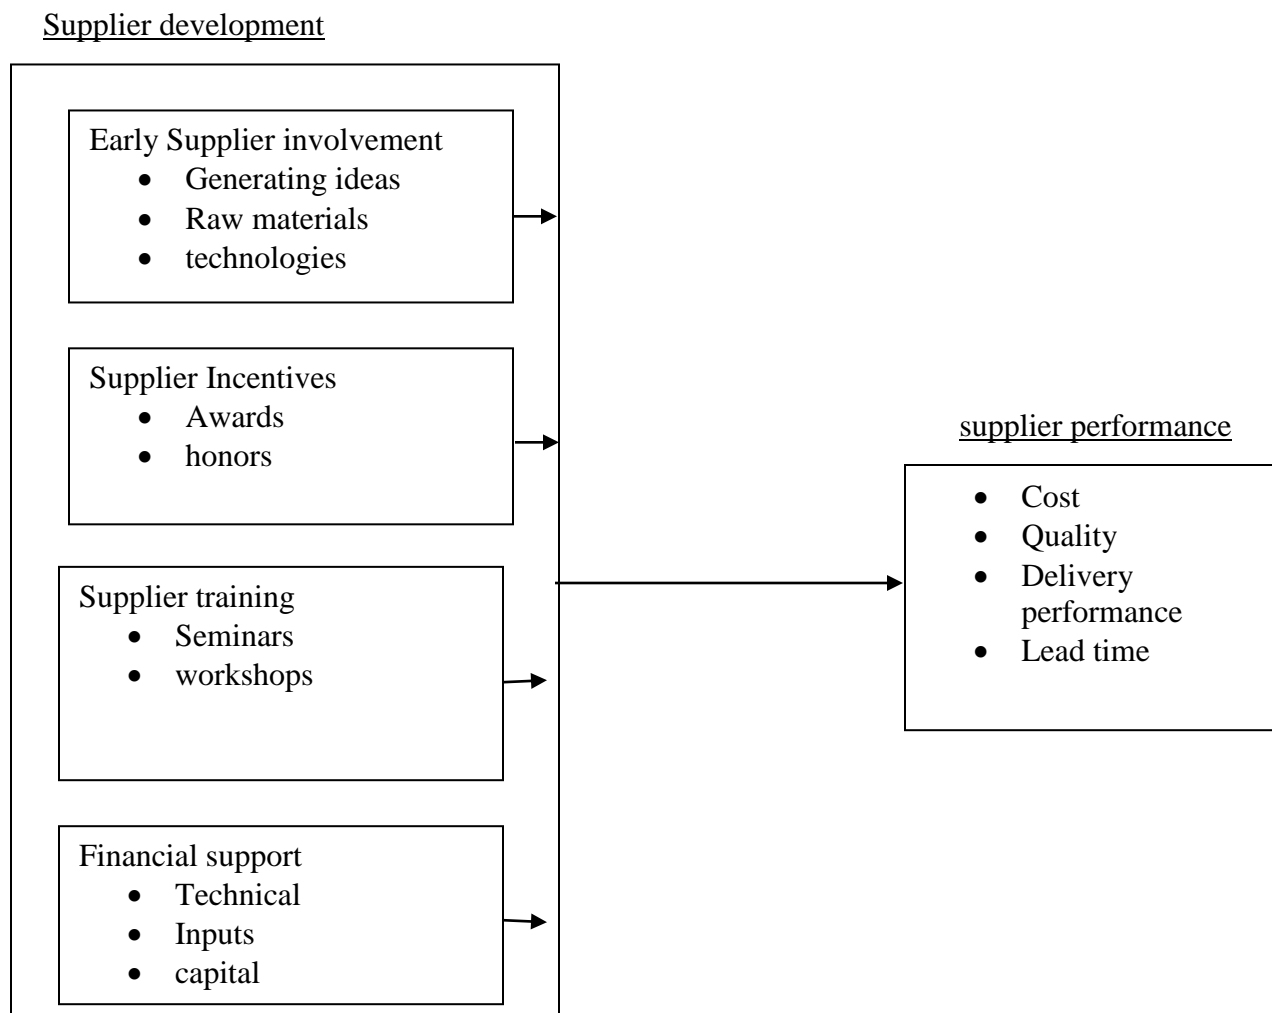 Supplier development
Early Supplier involvement
• Generating ideas
• Raw materials
• technologies
Supplier Incentives
• Awards
• honors
Supplier training
• Seminars
• workshops
Financial support
• Technical
• Inputs
• capital
supplier performance
• Cost
• Quality
• Delivery
performance
• Lead time